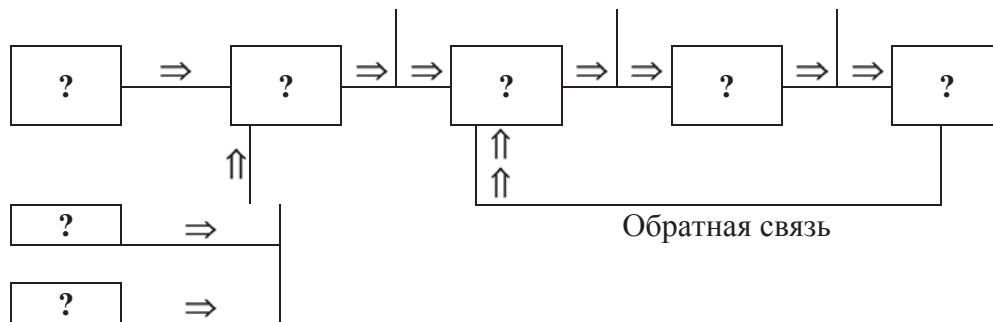 ? ⇒ ? ⇒ ⇒ ? ⇒ ⇒ ? ⇒ ⇒ ?
⇑ ⇑
⇑
? ⇒
Обратная связь
? ⇒